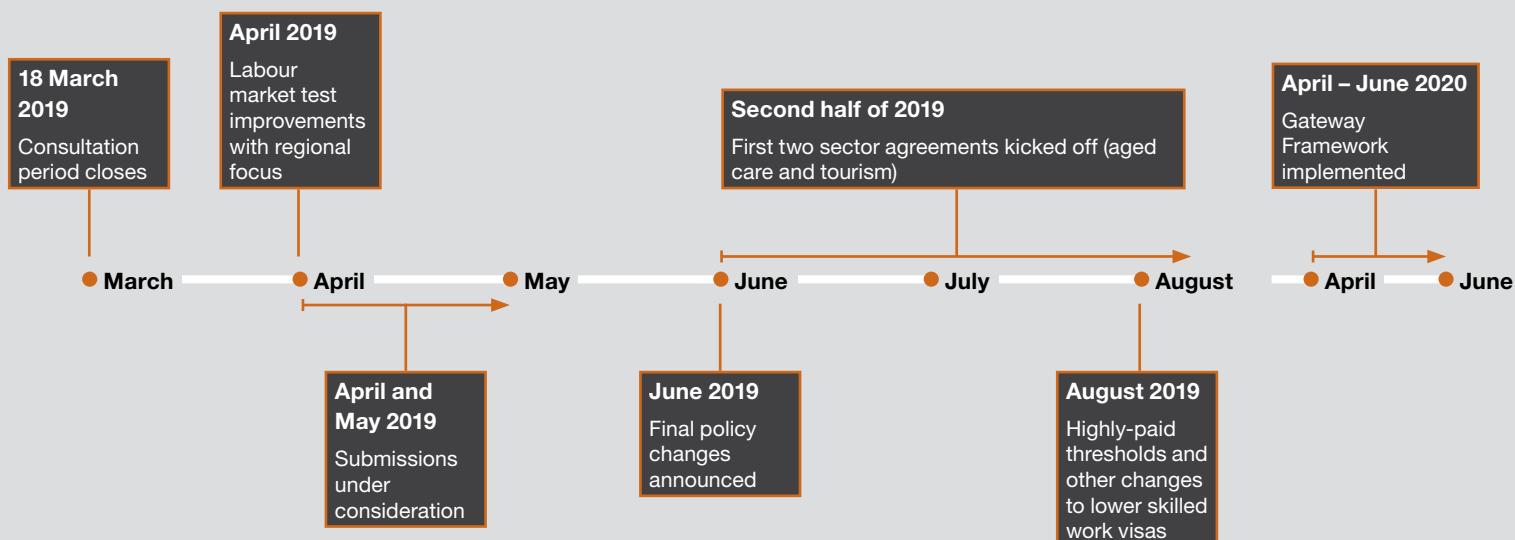 18 March
2019
Consultation
period closes
April 2019
Labour
market test
improvements
with regional
focus
Second half of 2019
First two sector agreements kicked off (aged
care and tourism)
April – June 2020
Gateway
Framework
implemented
March
April
May
June
July
August
April
June
April and
May 2019
Submissions
under
consideration
June 2019
Final policy
changes
announced
August 2019
Highly-paid
thresholds and
other changes
to lower skilled
work visas